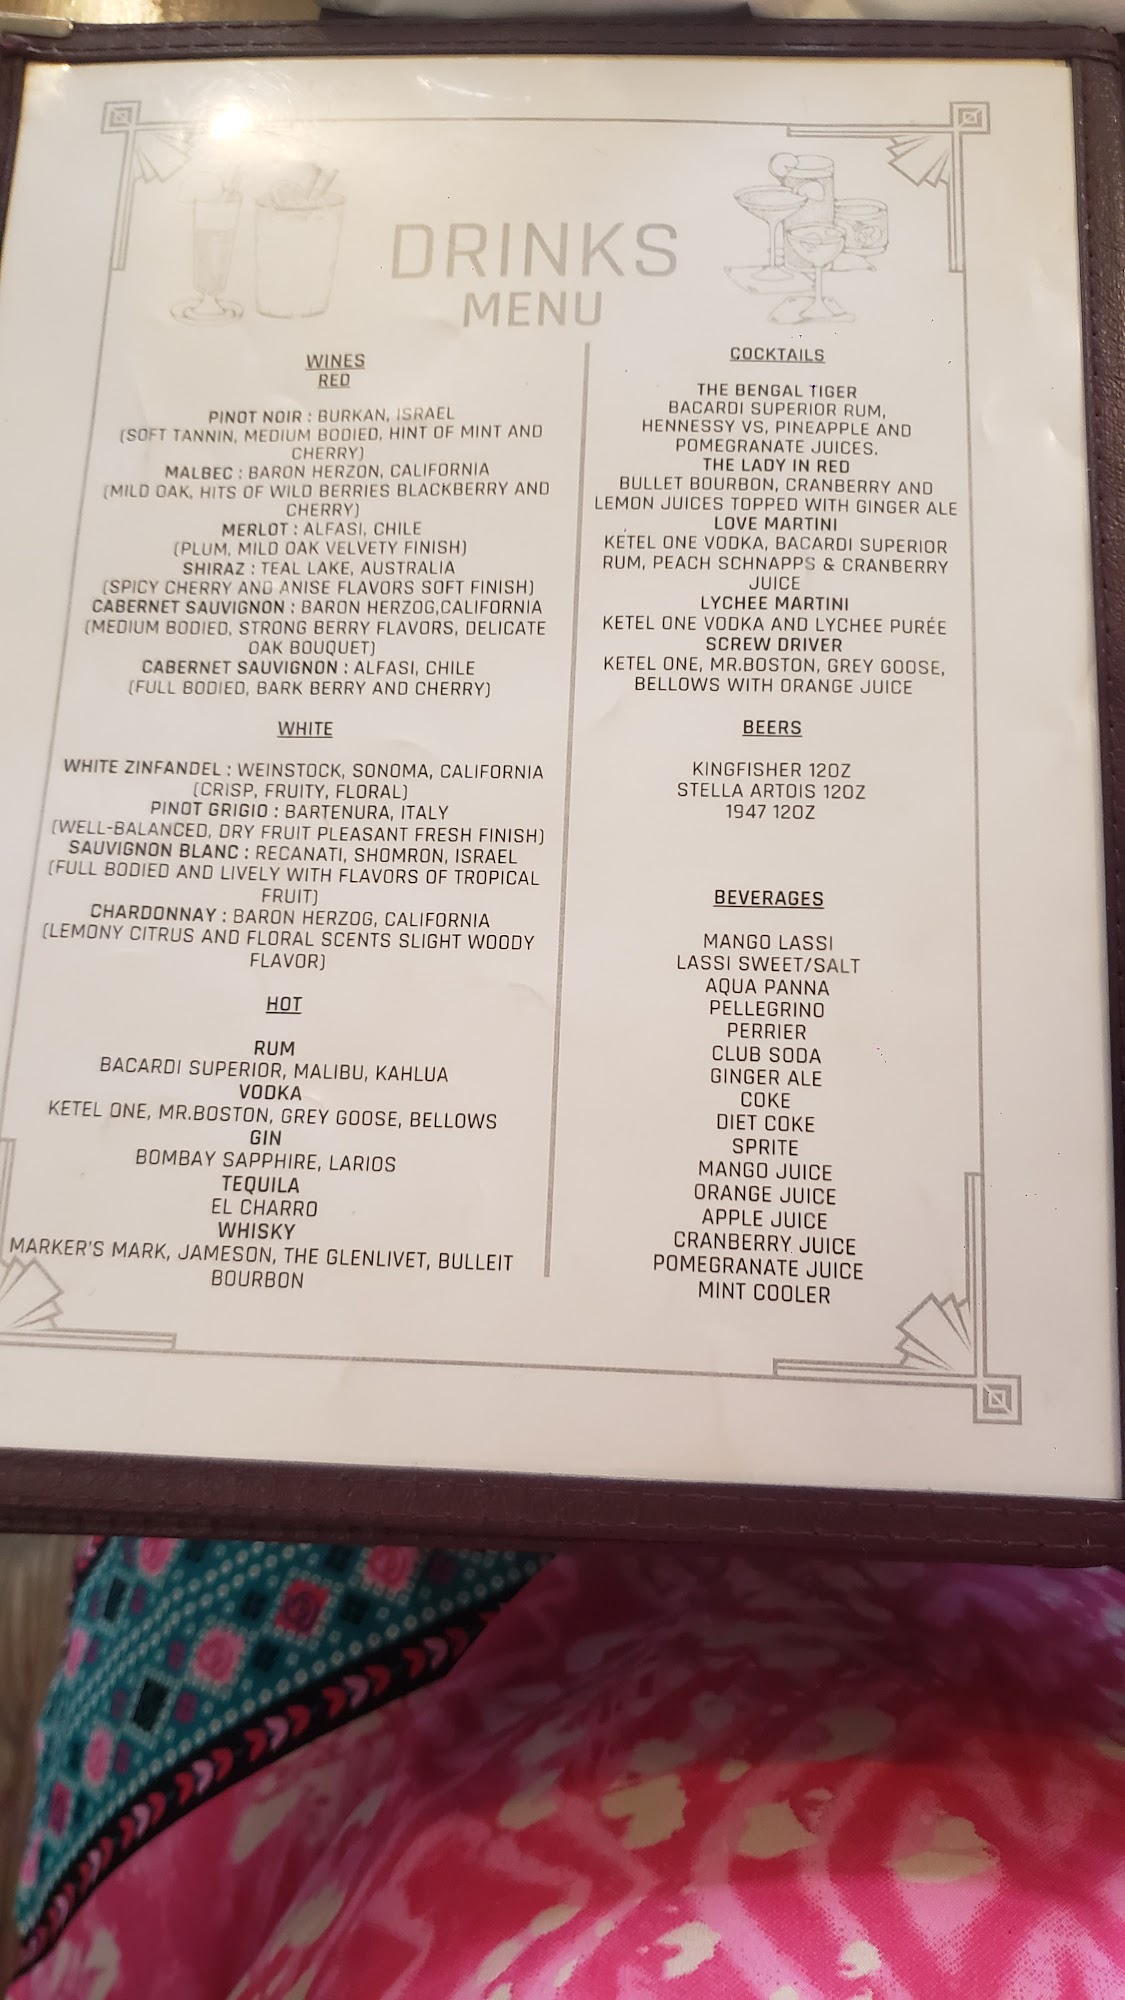 DRINKS
MENU
WINES
RED
PINOT NOIR : BURKAN, ISRAEL
(SOFT TANNIN, MEDIUM BODIED, HINT OF MINT AND
CHERRY)
MALBEC : BARON HERZON, CALIFORNIA
(MILD OAK, HITS OF WILD BERRIES BLACKBERRY AND
CHERRY)
MERLOT : ALFASI, CHILE
(PLUM, MILD OAK VELVETY FINISH)
SHIRAZ : TEAL LAKE, AUSTRALIA
(SPICY CHERRY AND ANISE FLAVORS SOFT FINISH)
CABERNET SAUVIGNON : BARON HERZOG,CALIFORNIA
(MEDIUM BODIED, STRONG BERRY FLAVORS, DELICATE
OAK BOUQUET)
CABERNET SAUVIGNON : ALFASI, CHILE
(FULL BODIED, BARK BERRY AND CHERRY)
WHITE
WHITE ZINFANDEL : WEINSTOCK, SONOMA, CALIFORNIA
(CRISP, FRUITY, FLORAL)
PINOT GRIGIO : BARTENURA, ITALY
(WELL-BALANCED, DRY FRUIT PLEASANT FRESH FINISH)
SAUVIGNON BLANC : RECANATI, SHOMRON, ISRAEL
(FULL BODIED AND LIVELY WITH FLAVORS OF TROPICAL
FRUIT)
CHARDONNAY : BARON HERZOG, CALIFORNIA
(LEMONY CITRUS AND FLORAL SCENTS SLIGHT WOODY
FLAVOR)
HOT
RUM
BACARDI SUPERIOR, MALIBU, KAHLUA
VODKA
KETEL ONE, MR.BOSTON, GREY GOOSE, BELLOWS
GIN
BOMBAY SAPPHIRE, LARIOS
TEQUILA
EL CHARRO
WHISKY
MARKER'S MARK, JAMESON, THE GLENLIVET, BULLEIT
BOURBON
COCKTAILS
THE BENGAL TIGER
BACARDI SUPERIOR RUM,
HENNESSY VS, PINEAPPLE AND
POMEGRANATE JUICES.
THE LADY IN RED
BULLET BOURBON, CRANBERRY AND
LEMON JUICES TOPPED WITH GINGER ALE
LOVE MARTINI
KETEL ONE VODKA, BACARDI SUPERIOR
RUM, PEACH SCHNAPPS & CRANBERRY
JUICE
LYCHEE MARTINI
KETEL ONE VODKA AND LYCHEE PURÉE
SCREW DRIVER
KETEL ONE, MR.BOSTON, GREY GOOSE,
BELLOWS WITH ORANGE JUICE
BEERS
KINGFISHER 12OZ
STELLA ARTOIS 12OZ
1947 12OZ
BEVERAGES
MANGO LASSI
LASSI SWEET/SALT
AQUA PANNA
PELLEGRINO
PERRIER
CLUB SODA
GINGER ALE
COKE
DIET COKE
SPRITE
MANGO JUICE
ORANGE JUICE
APPLE JUICE
CRANBERRY JUICE
POMEGRANATE JUICE
MINT COOLER